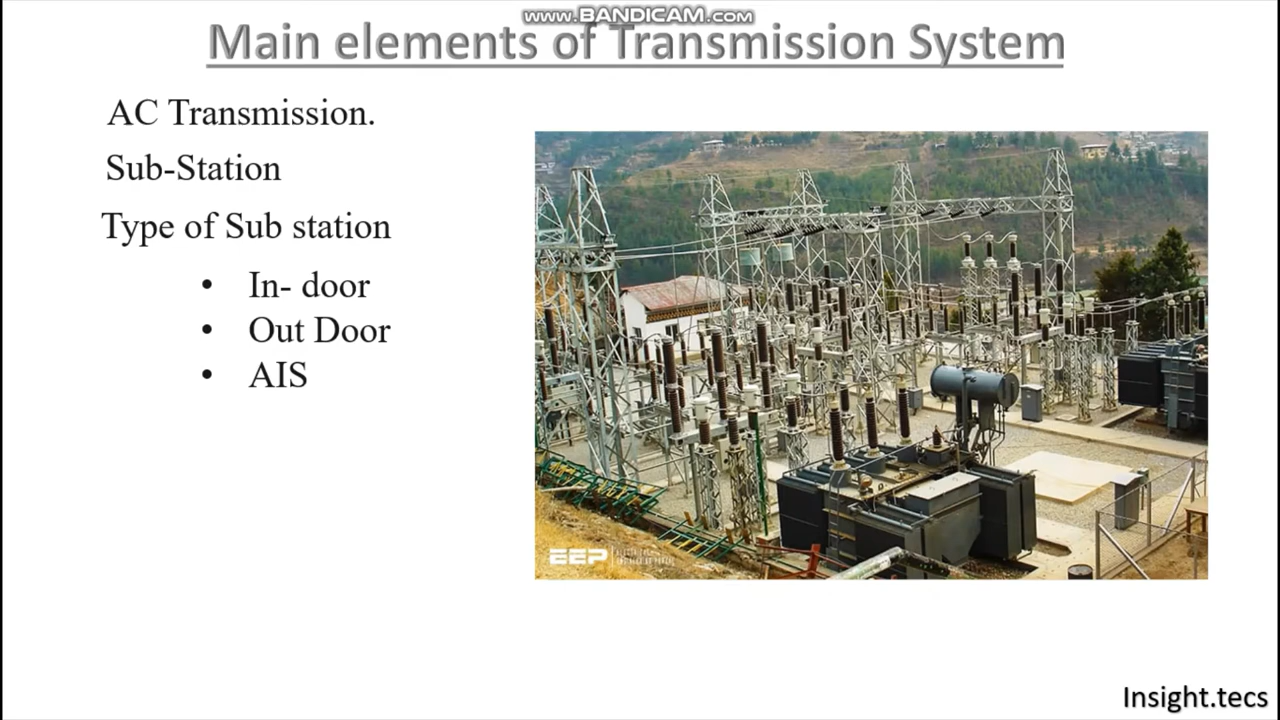 www.BANDICAM.com
Main elements of Transmission System
AC Transmission.
Sub-Station
Type of Sub station
• In- door
• Out Door
• AIS
EEP
Insight.tecs